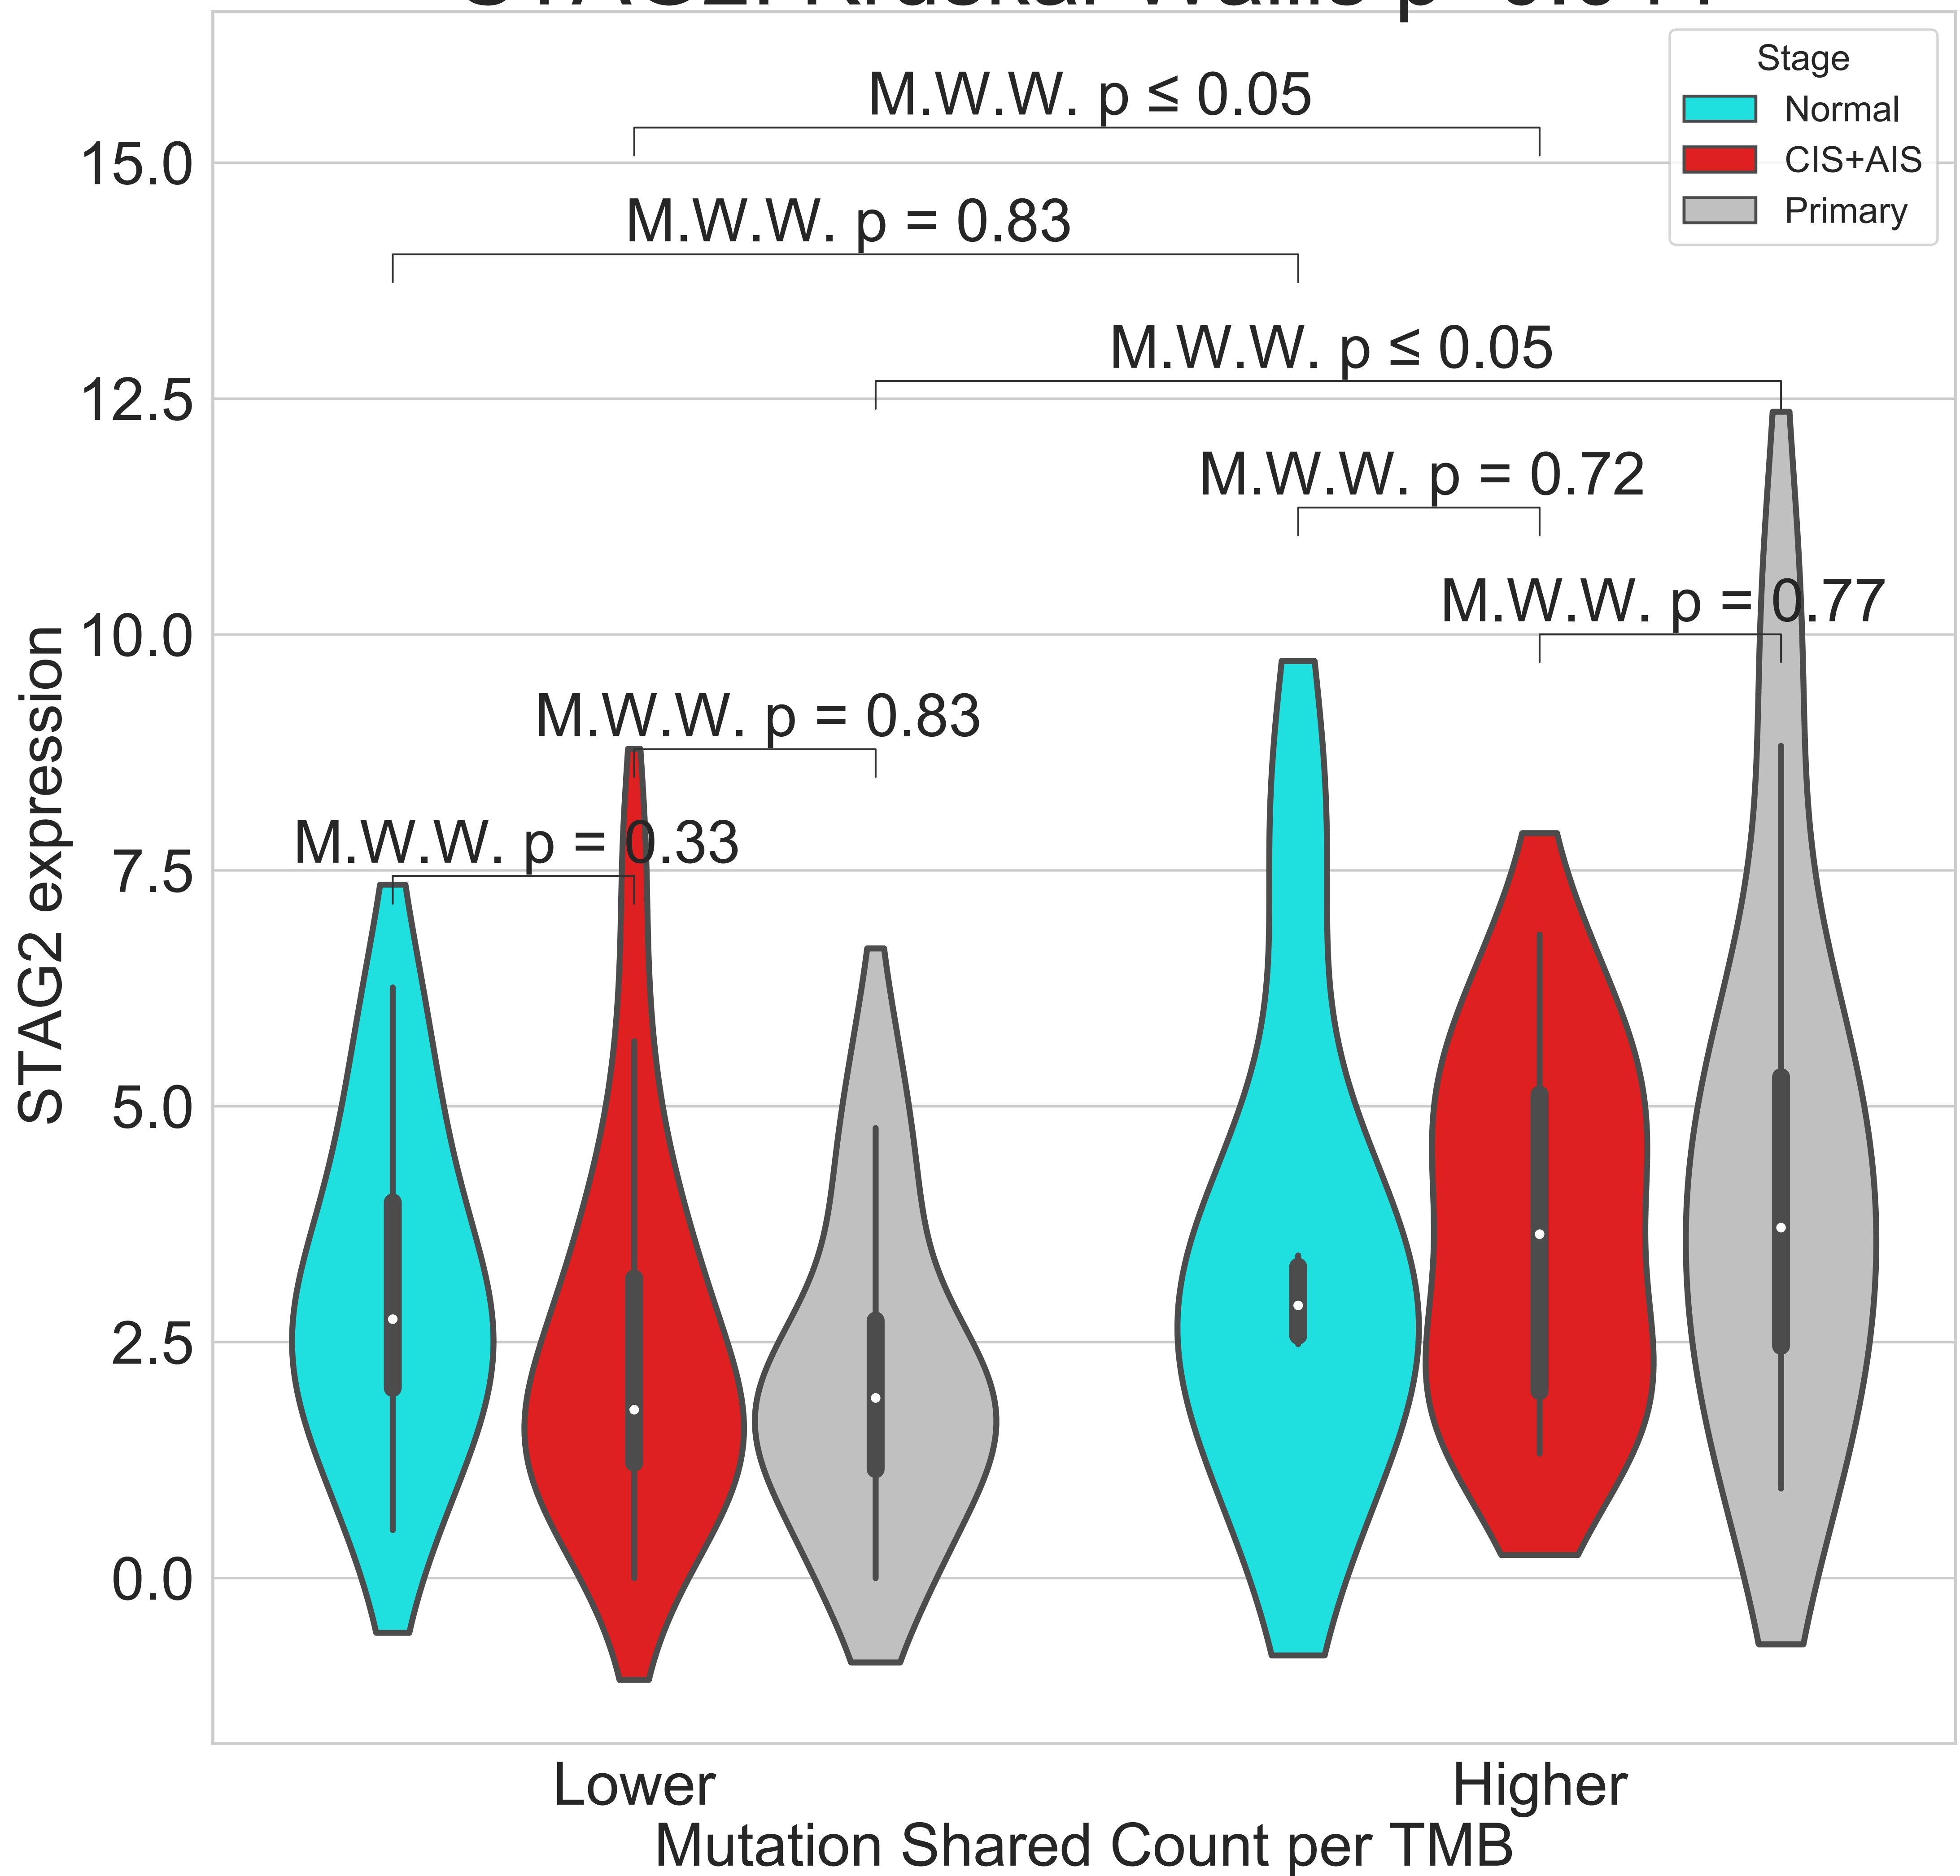 Stage
Normal
CIS+AIS
Primary
M.W.W. p ≤ 0.05
M.W.W. p = 0.83
M.W.W. p ≤ 0.05
M.W.W. p = 0.72
M.W.W. p = 0.77
M.W.W. p = 0.83
M.W.W. p = 0.33
15.0
12.5
10.0
7.5
5.0
2.5
0.0
STAG2 expression
Lower
Higher
Mutation Shared Count per TMB